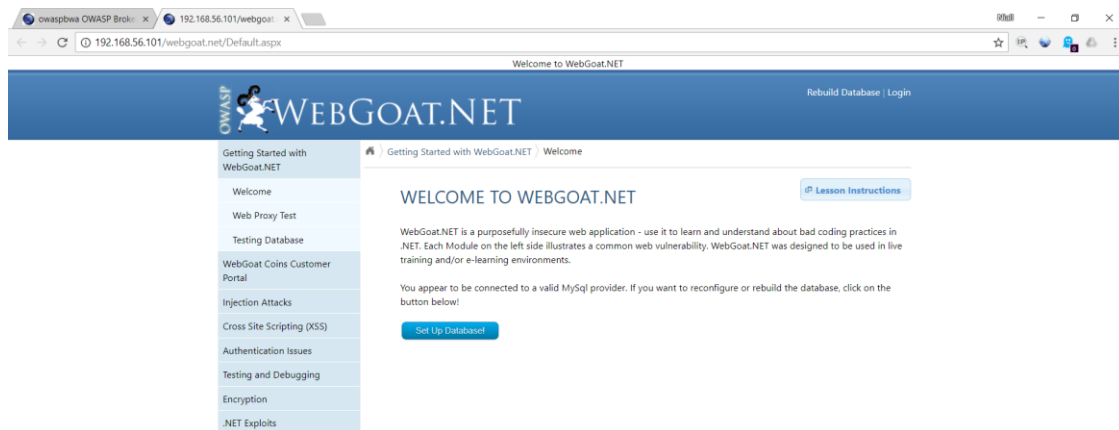 owaspbwa OWASP Broke
192.168.56.101/webgoat.
192.168.56.101/webgoat.net/Default.aspx
Welcome to WebGoat.NET
OWASP
WEBGOAT.NET
Rebuild Database | Login
Getting Started with WebGoat.NET
Welcome
Web Proxy Test
Testing Database
WebGoat Coins Customer Portal
Injection Attacks
Cross Site Scripting (XSS)
Authentication Issues
Testing and Debugging
Encryption
.NET Exploits
Getting Started with WebGoat.NET Welcome
WELCOME TO WEBGOAT.NET
Lesson Instructions
WebGoat.NET is a purposefully insecure web application - use it to learn and understand about bad coding practices in
.NET. Each Module on the left side illustrates a common web vulnerability. WebGoat.NET was designed to be used in live
training and/or e-learning environments.
You appear to be connected to a valid MySql provider. If you want to reconfigure or rebuild the database, click on the
button below!
Set Up Database!